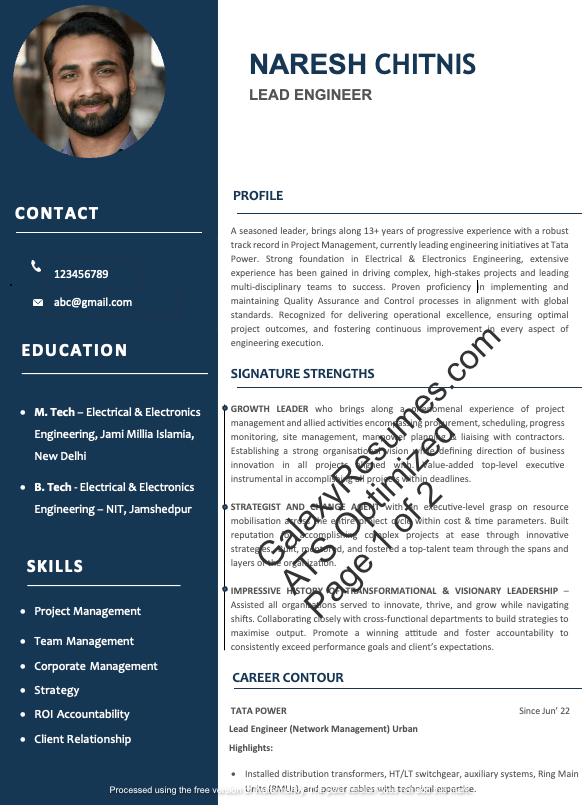 NARESH CHITNIS
LEAD ENGINEER
CONTACT
123456789
abc@gmail.com
EDUCATION
• M. Tech – Electrical & Electronics
Engineering, Jami Millia Islamia,
New Delhi
• B. Tech - Electrical & Electronics
Engineering – NIT, Jamshedpur
SKILLS
• Project Management
• Team Management
• Corporate Management
• Strategy
• ROI Accountability
• Client Relationship
PROFILE
A seasoned leader, brings along 13+ years of progressive experience with a robust
track record in Project Management, currently leading engineering initiatives at Tata
Power. Strong foundation in Electrical & Electronics Engineering, extensive
experience has been gained in driving complex, high-stakes projects and leading
multi-disciplinary teams to success. Proven proficiency in implementing and
maintaining Quality Assurance and Control processes in alignment with global
standards. Recognized for delivering operational excellence, ensuring optimal
project outcomes, and fostering continuous improvement in every aspect of
engineering execution.
SIGNATURE STRENGTHS
GROWTH LEADER who brings along a phenomenal experience of project
management and allied activities encompassing procurement, scheduling, progress
monitoring, site management, manpower planning & liaising with contractors.
Establishing a strong organisational vision while defining direction of business
innovation in all projects aligned with value-added top-level executive
instrumental in accomplishing all projects within deadlines.
STRATEGIST AND CHANGE AGENT with an executive-level grasp on resource
mobilisation across the entire project cycle within cost & time parameters. Built
reputation of accomplishing complex projects at ease through innovative
strategies. Built, mentored, and fostered a top-talent team through the spans and
layers of the organization.
IMPRESSIVE HISTORY OF TRANSFORMATIONAL & VISIONARY LEADERSHIP –
Assisted all organizations served to innovate, thrive, and grow while navigating
shifts. Collaborating closely with cross-functional departments to build strategies to
maximise output. Promote a winning attitude and foster accountability to
consistently exceed performance goals and client's expectations.
CAREER CONTOUR
TATA POWER Since Jun' 22
Lead Engineer (Network Management) Urban
Highlights:
• Installed distribution transformers, HT/LT switchgear, auxiliary systems, Ring Main
Units (RMUs), and power cables with technical expertise.
GalaxyResumes.com
ATS Optimized
Page 1 of 2
Processed using the free version of